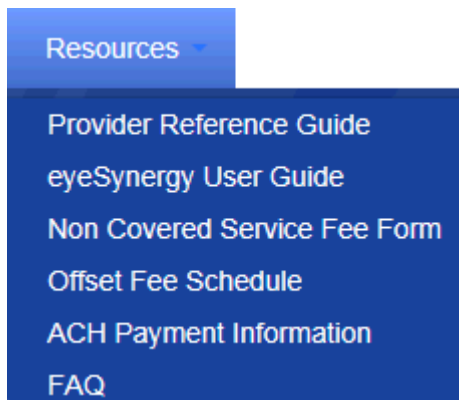 Resources
Provider Reference Guide
eyeSynergy User Guide
Non Covered Service Fee Form
Offset Fee Schedule
ACH Payment Information
FAQ